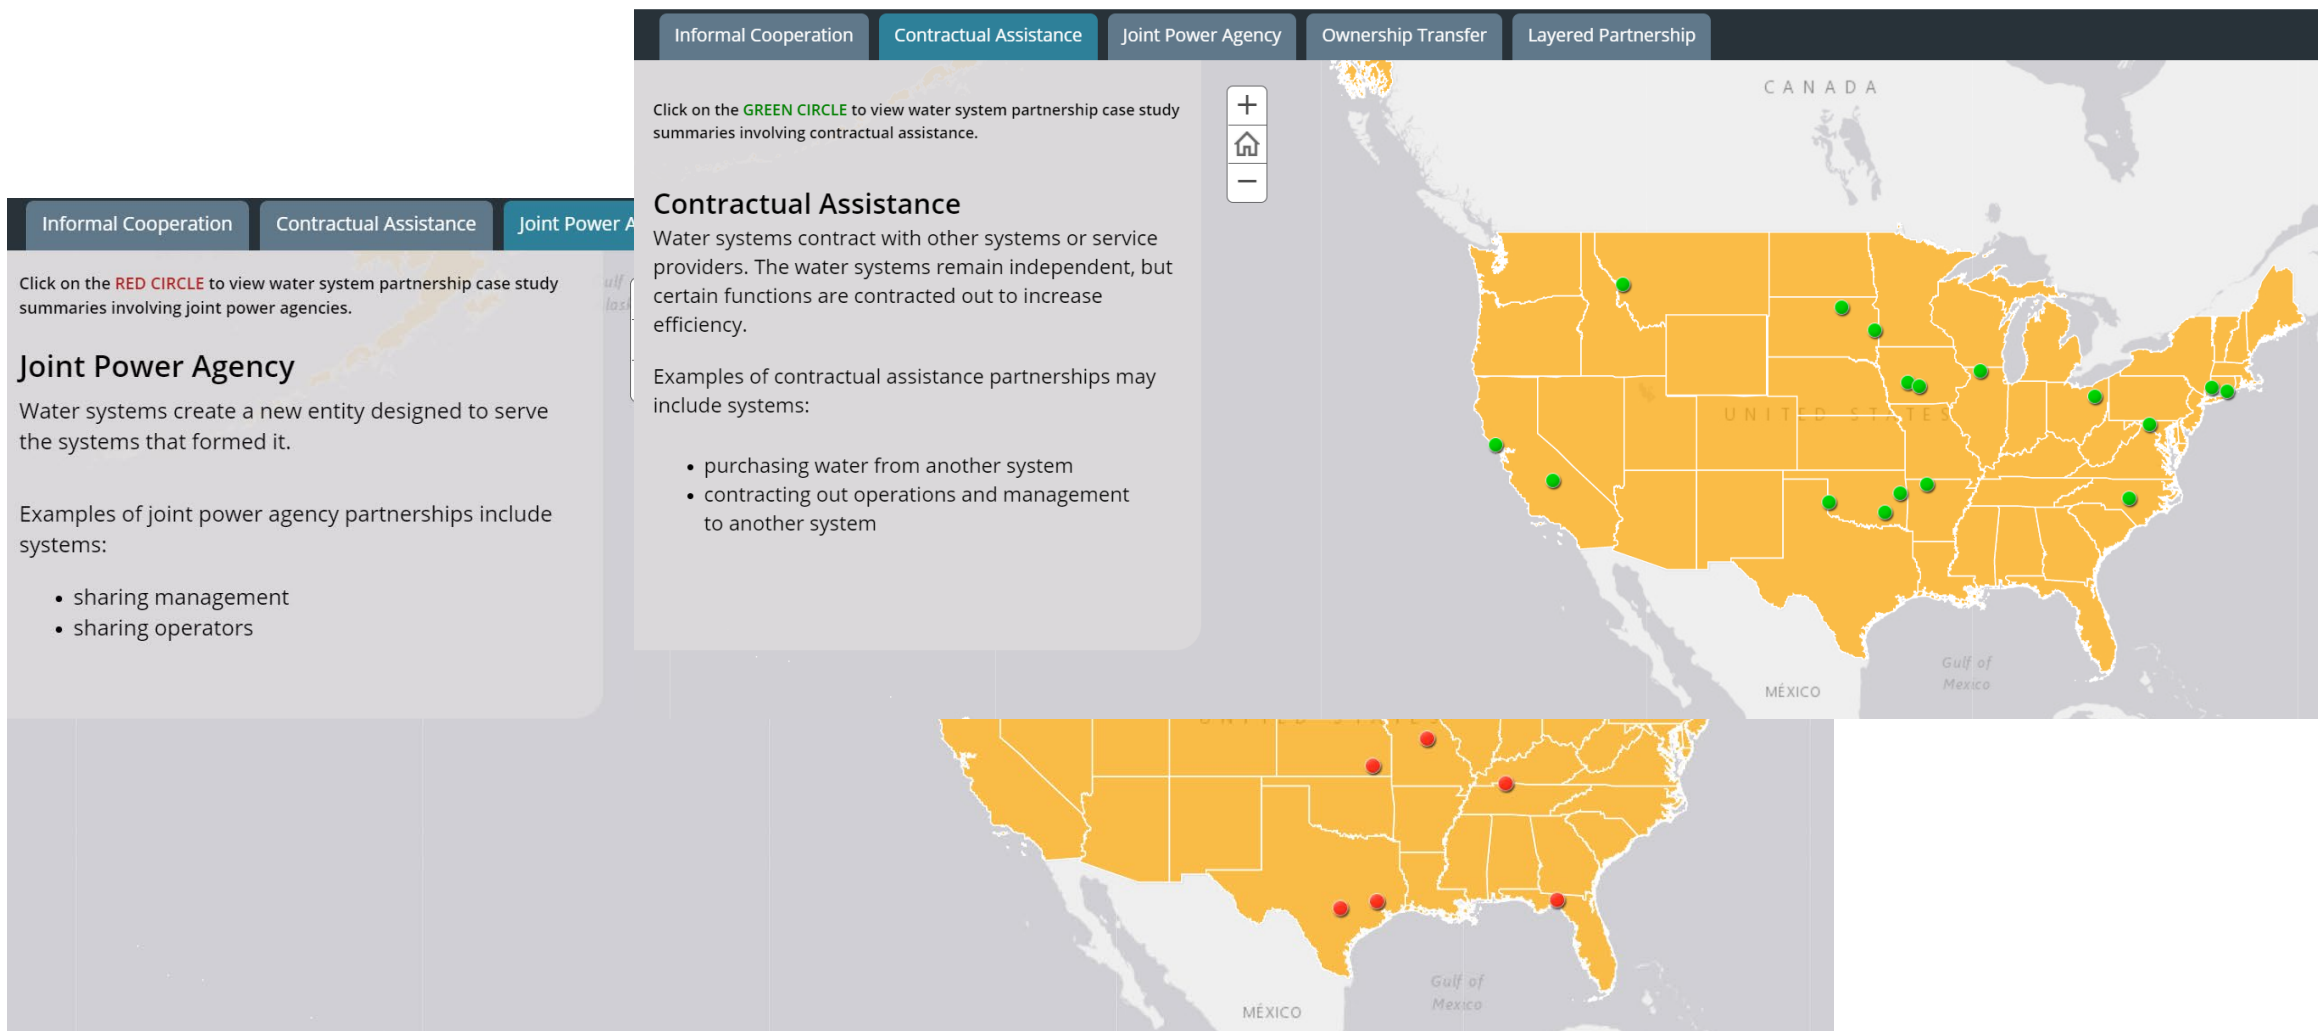 Informal Cooperation
Contractual Assistance
Joint Power Agency
Ownership Transfer
Layered Partnership
Click on the GREEN CIRCLE to view water system partnership case study
summaries involving contractual assistance.
Contractual Assistance
Water systems contract with other systems or service
providers. The water systems remain independent, but
certain functions are contracted out to increase
efficiency.
Examples of contractual assistance partnerships may
include systems:
• purchasing water from another system
• contracting out operations and management
to another system
+
−
CANADA
UNITED STATES
MÉXICO
Gulf of
Mexico
Informal Cooperation
Contractual Assistance
Joint Power A
Click on the RED CIRCLE to view water system partnership case study
summaries involving joint power agencies.
Joint Power Agency
Water systems create a new entity designed to serve
the systems that formed it.
Examples of joint power agency partnerships include
systems:
• sharing management
• sharing operators
MÉXICO
Gulf of
Mexico